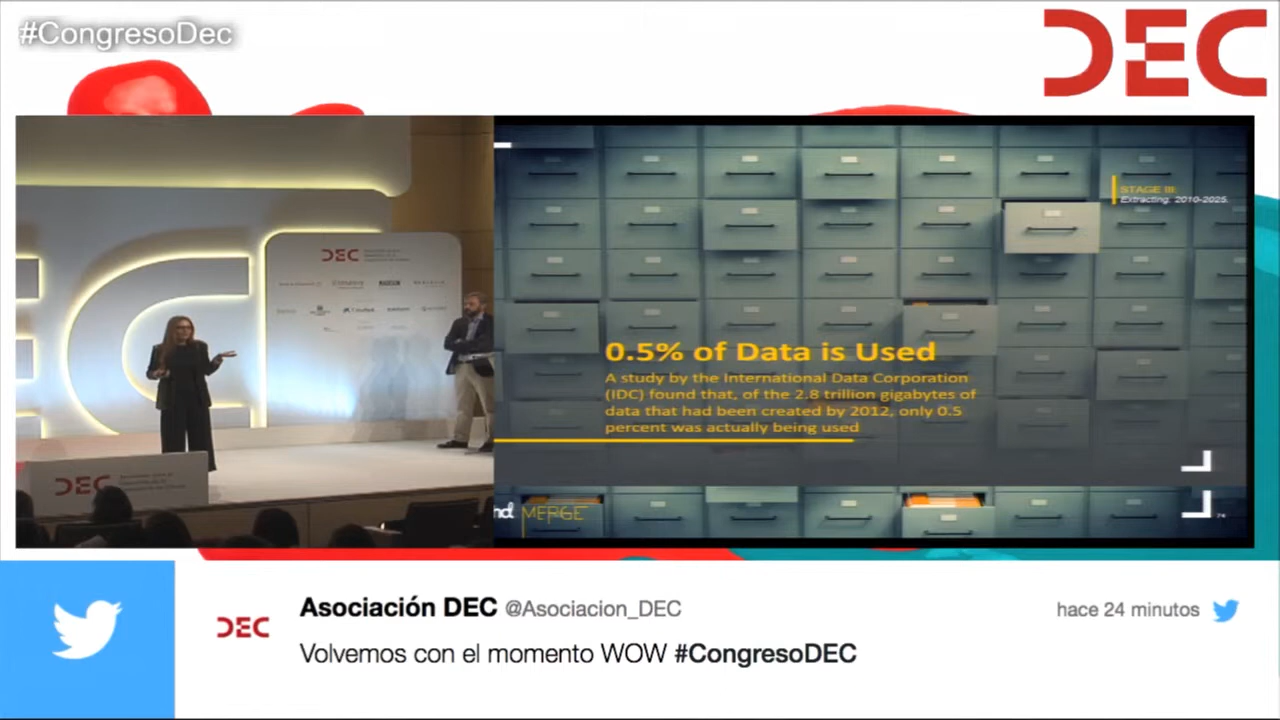 #CongresoDec
DEC
DEC
STAGE III:
Extracting. 2010-2025.
0.5% of Data is Used
A study by the International Data Corporation
(IDC) found that, of the 2.8 trillion gigabytes of
data that had been created by 2012, only 0.5
percent was actually being used
DEC
MERGE
DEC
Asociación DEC @Asociacion_DEC
hace 24 minutos
Volvemos con el momento WOW #CongresoDEC